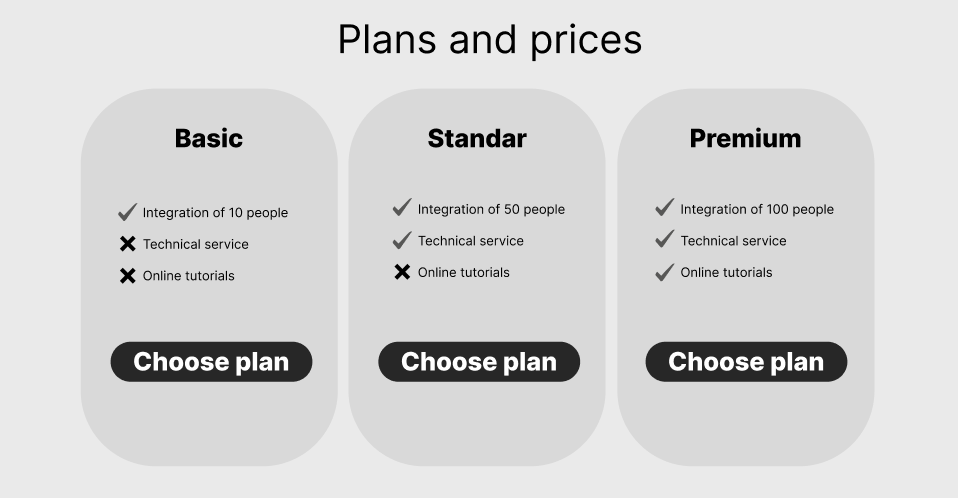 Plans and prices
Basic
Integration of 10 people
Technical service
Online tutorials
Choose plan
Standar
Integration of 50 people
Technical service
Online tutorials
Choose plan
Premium
Integration of 100 people
Technical service
Online tutorials
Choose plan